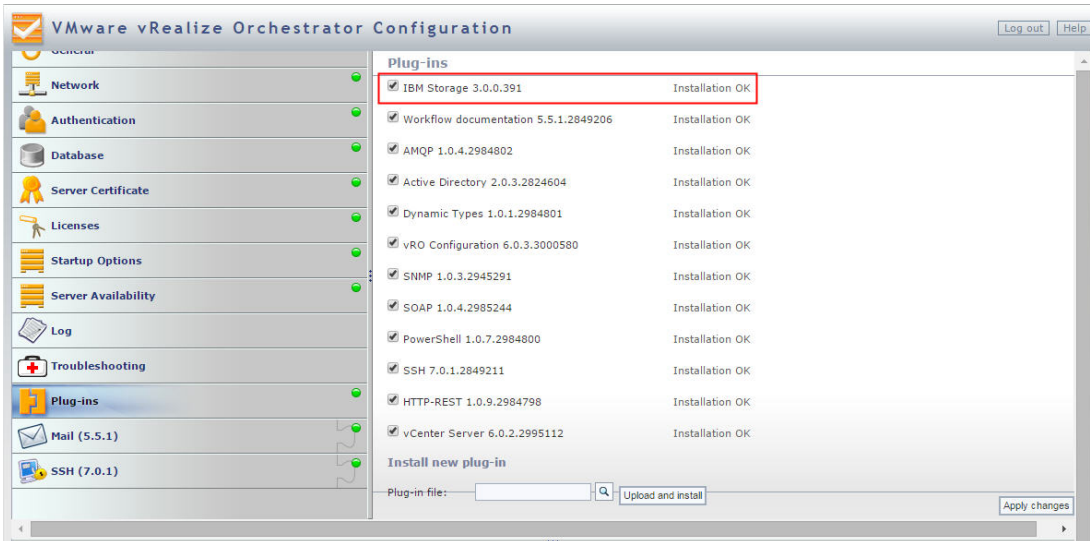 VMware vRealize Orchestrator Configuration
Log out
Help
General
Network
Authentication
Database
Server Certificate
Licenses
Startup Options
Server Availability
Log
Troubleshooting
Plug-ins
Mail (5.5.1)
SSH (7.0.1)
Plug-ins
IBM Storage 3.0.0.391 Installation OK
Workflow documentation 5.5.1.2849206 Installation OK
AMQP 1.0.4.2984802 Installation OK
Active Directory 2.0.3.2824604 Installation OK
Dynamic Types 1.0.1.2984801 Installation OK
vRO Configuration 6.0.3.3000580 Installation OK
SNMP 1.0.3.2945291 Installation OK
SOAP 1.0.4.2985244 Installation OK
PowerShell 1.0.7.2984800 Installation OK
SSH 7.0.1.2849211 Installation OK
HTTP-REST 1.0.9.2984798 Installation OK
vCenter Server 6.0.2.2995112 Installation OK
Install new plug-in
Plug-in file: Upload and install
Apply changes